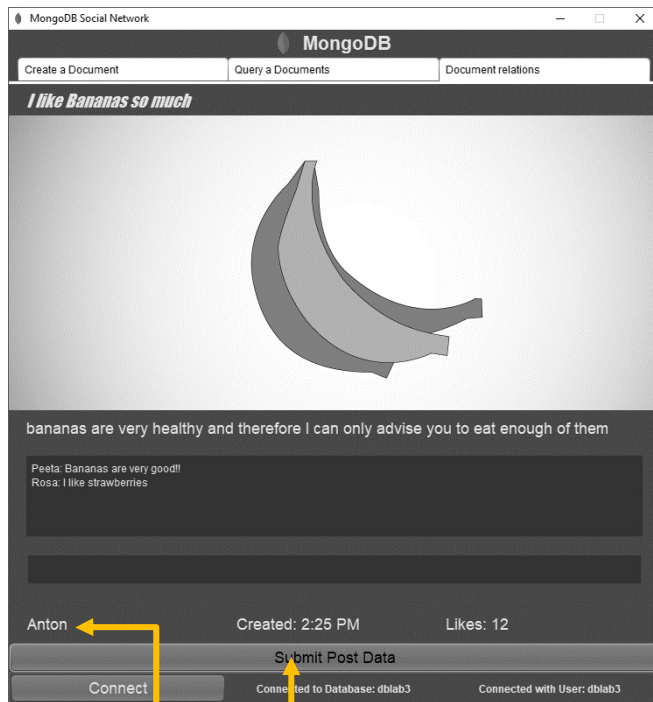 MongoDB Social Network
MongoDB
Create a Document Query a Documents Document relations
I like Bananas so much
bananas are very healthy and therefore I can only advise you to eat enough of them
Peeta: Bananas are very good!!
Rosa: I like strawberries
Anton Created: 2:25 PM Likes: 12
Submit Post Data
Connect Connected to Database: dblab3 Connected with User: dblab3